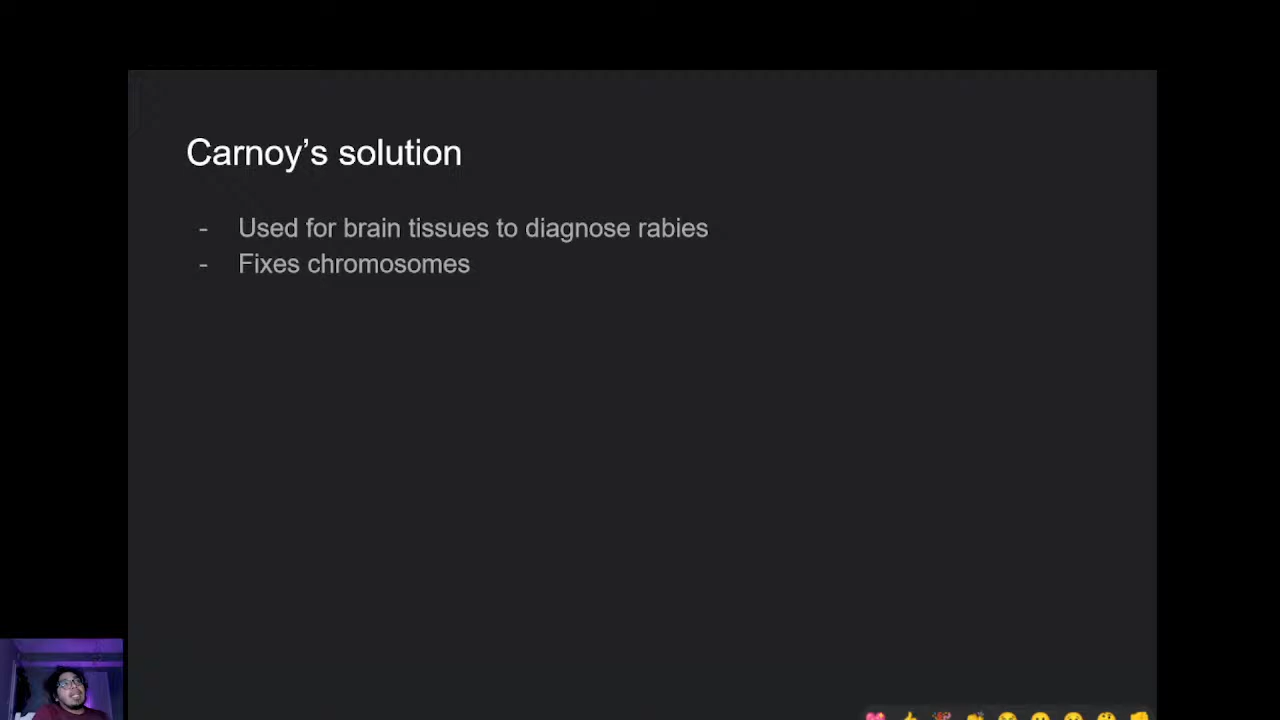 Carnoy’s solution
- Used for brain tissues to diagnose rabies
- Fixes chromosomes